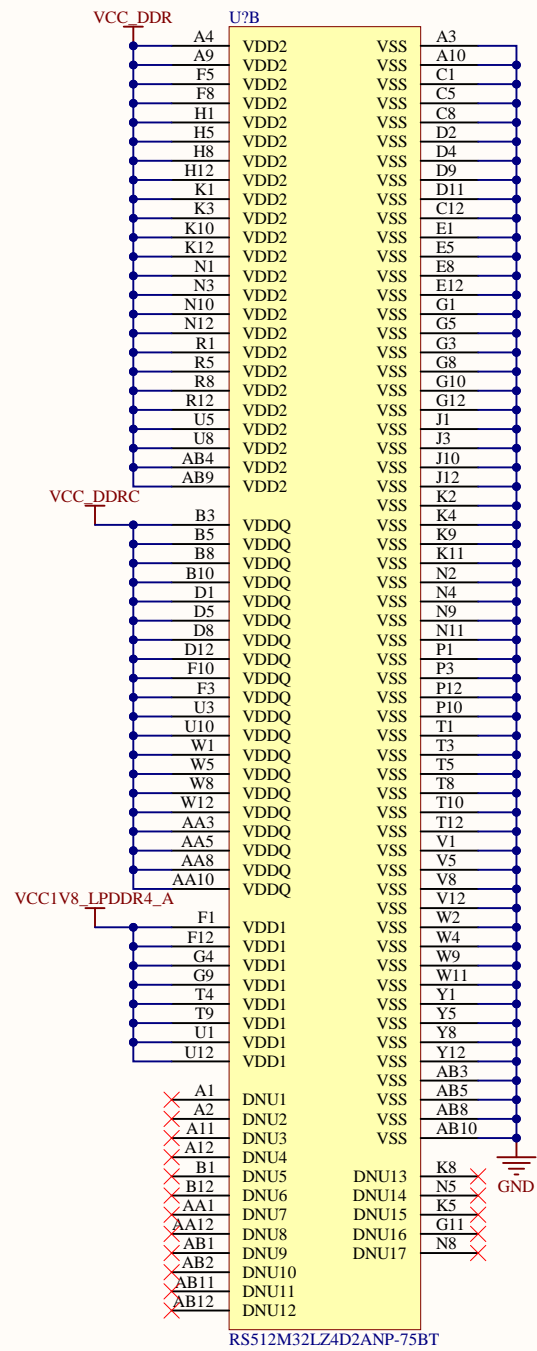 VCC_DDR
U?B
A4 VDD2 VSS A3
A9 VDD2 VSS A10
F5 VDD2 VSS C1
F8 VDD2 VSS C5
H1 VDD2 VSS C8
H5 VDD2 VSS D2
H8 VDD2 VSS D4
H12 VDD2 VSS D9
K1 VDD2 VSS D11
K3 VDD2 VSS C12
K10 VDD2 VSS E1
K12 VDD2 VSS E5
N1 VDD2 VSS E8
N3 VDD2 VSS E12
N10 VDD2 VSS G1
N12 VDD2 VSS G5
R1 VDD2 VSS G3
R5 VDD2 VSS G8
R8 VDD2 VSS G10
R12 VDD2 VSS G12
U5 VDD2 VSS J1
U8 VDD2 VSS J3
AB4 VDD2 VSS J10
AB9 VDD2 VSS J12
VCC_DDRC VSS K2
B3 VDDQ VSS K4
B5 VDDQ VSS K9
B8 VDDQ VSS K11
B10 VDDQ VSS N2
D1 VDDQ VSS N4
D5 VDDQ VSS N9
D8 VDDQ VSS N11
D12 VDDQ VSS P1
F10 VDDQ VSS P3
F3 VDDQ VSS P12
U3 VDDQ VSS P10
U10 VDDQ VSS T1
W1 VDDQ VSS T3
W5 VDDQ VSS T5
W8 VDDQ VSS T8
W12 VDDQ VSS T10
AA3 VDDQ VSS T12
AA5 VDDQ VSS V1
AA8 VDDQ VSS V5
AA10 VDDQ VSS V8
VCC1V8_LPDDR4_A VSS V12
F1 VDD1 VSS W2
F12 VDD1 VSS W4
G4 VDD1 VSS W9
G9 VDD1 VSS W11
T4 VDD1 VSS Y1
T9 VDD1 VSS Y5
U1 VDD1 VSS Y8
U12 VDD1 VSS Y12
VSS AB3
A1 DNU1 VSS AB5
A2 DNU2 VSS AB8
A11 DNU3 VSS AB10
A12 DNU4
B1 DNU5 DNU13 K8
GND
B12 DNU6 DNU14 N5
AA1 DNU7 DNU15 K5
AA12 DNU8 DNU16 G11
AB1 DNU9 DNU17 N8
AB2 DNU10
AB11 DNU11
AB12 DNU12
RS512M32LZ4D2ANP-75BT